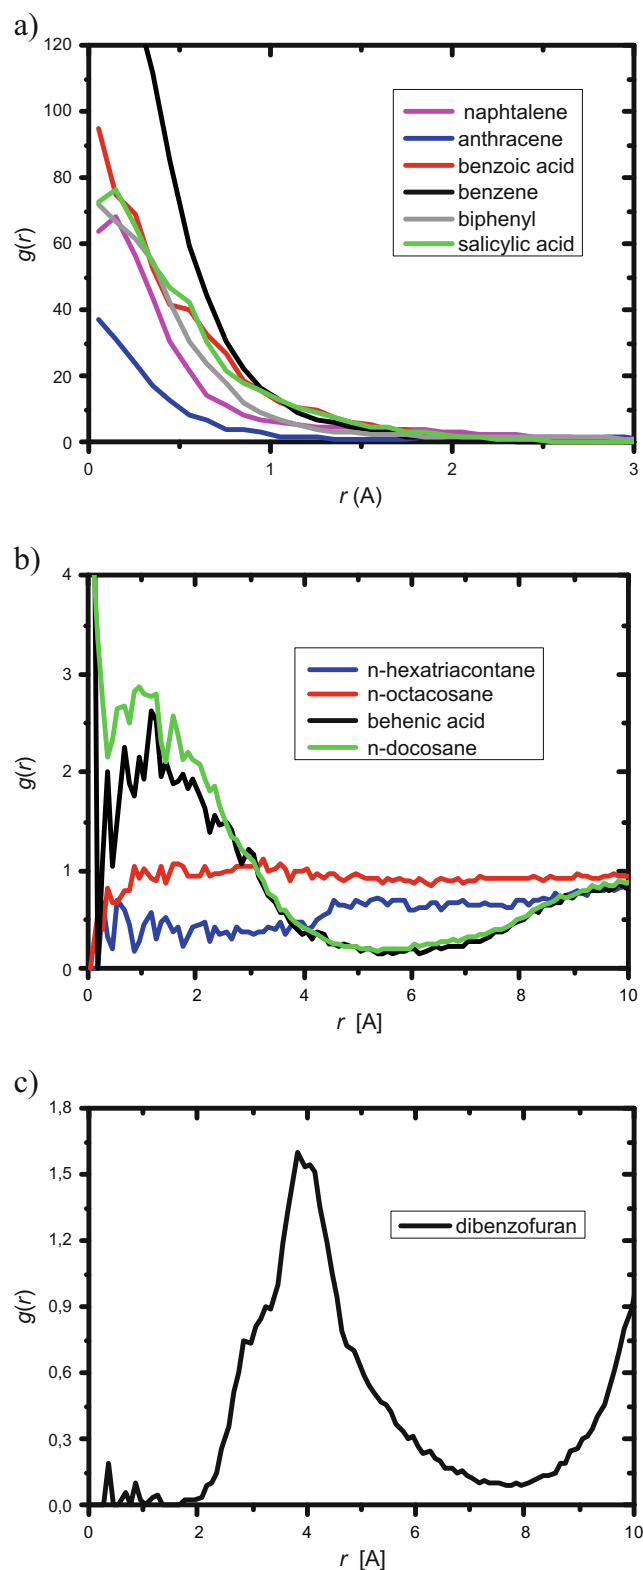 a)
120
100
80
60
40
20
0
g(r)
naphtalene
anthracene
benzoic acid
benzene
biphenyl
salicylic acid
0 1 2 3
r (A)
b)
4
3
2
1
0
g(r)
n-hexatriacontane
n-octacosane
behenic acid
n-docosane
0 2 4 6 8 10
r [A]
c)
1,8
1,5
1,2
0,9
0,6
0,3
0,0
g(r)
dibenzofuran
0 2 4 6 8 10
r [A]